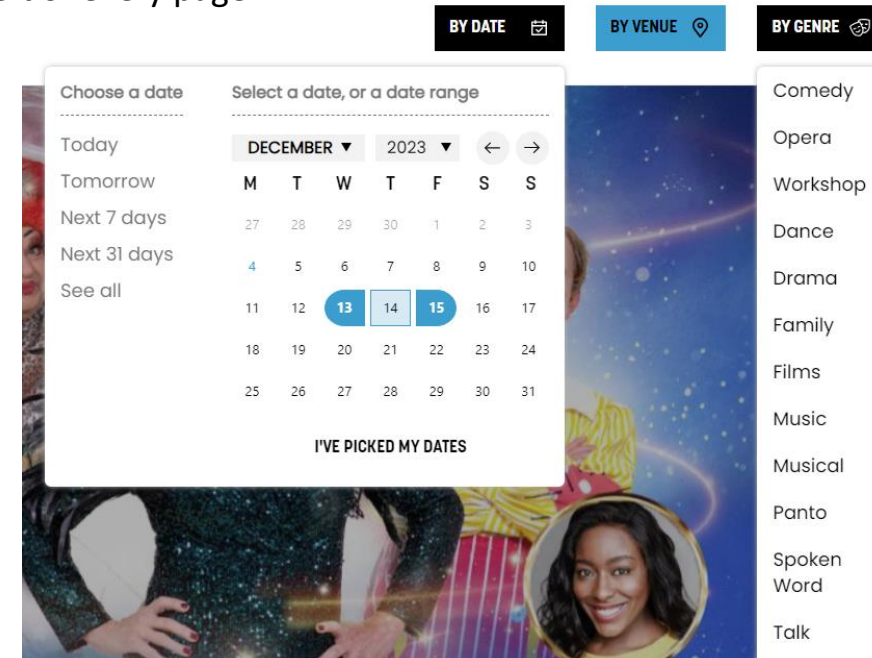 every page
BY DATE
BY VENUE
BY GENRE
Choose a date
Today
Tomorrow
Next 7 days
Next 31 days
See all
Select a date, or a date range
DECEMBER ▼ 2023 ▼ ← →
M T W T F S S
27 28 29 30 1 2 3
4 5 6 7 8 9 10
11 12 13 14 15 16 17
18 19 20 21 22 23 24
25 26 27 28 29 30 31
I'VE PICKED MY DATES
Comedy
Opera
Workshop
Dance
Drama
Family
Films
Music
Musical
Panto
Spoken
Word
Talk